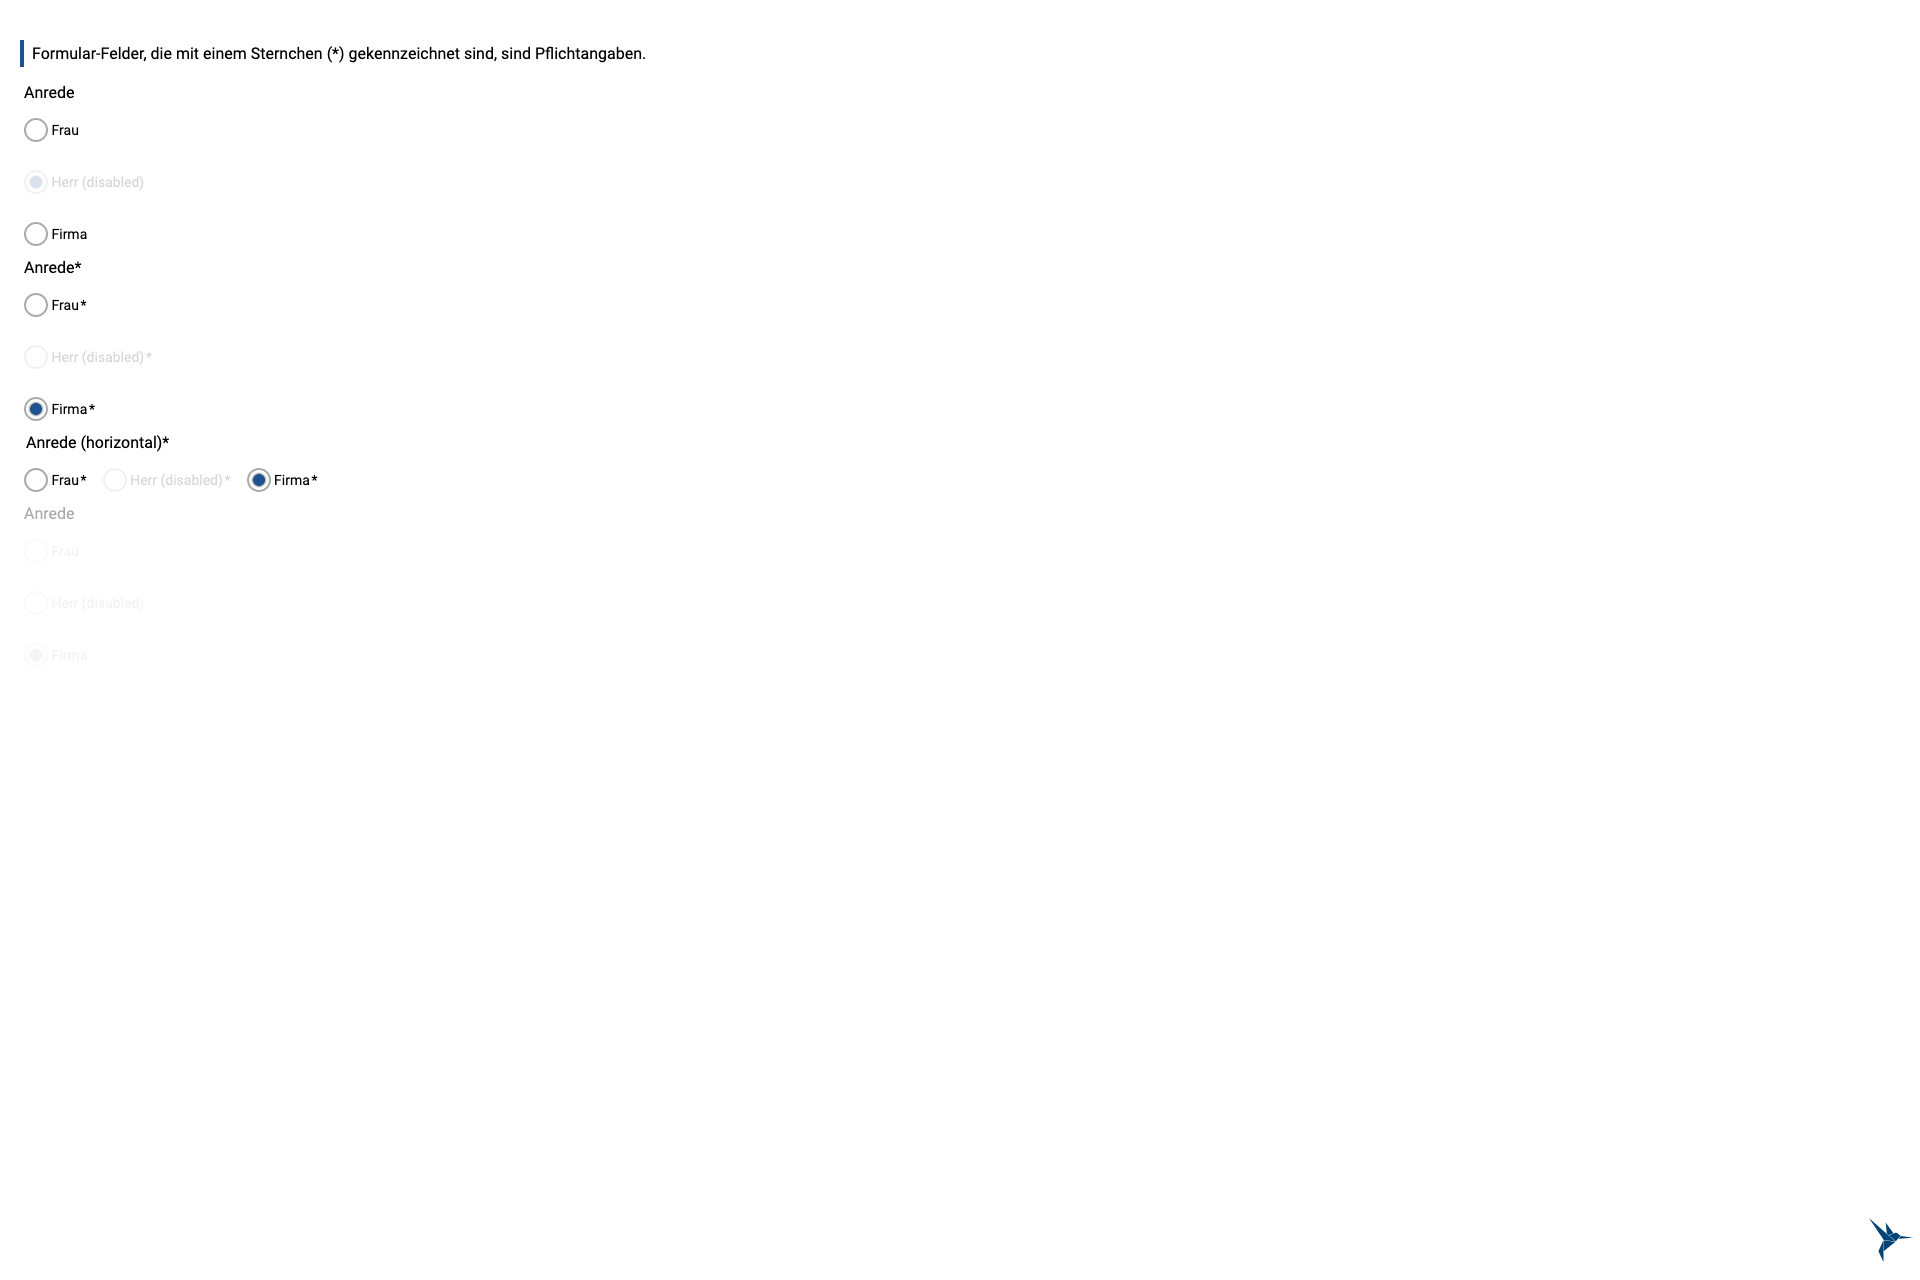 Formular-Felder, die mit einem Sternchen (*) gekennzeichnet sind, sind Pflichtangaben.
Anrede
Frau
Herr (disabled)
Firma
Anrede*
Frau*
Herr (disabled)*
Firma*
Anrede (horizontal)*
Frau* Herr (disabled)* Firma*
Anrede
Frau
Herr (disabled)
Firma